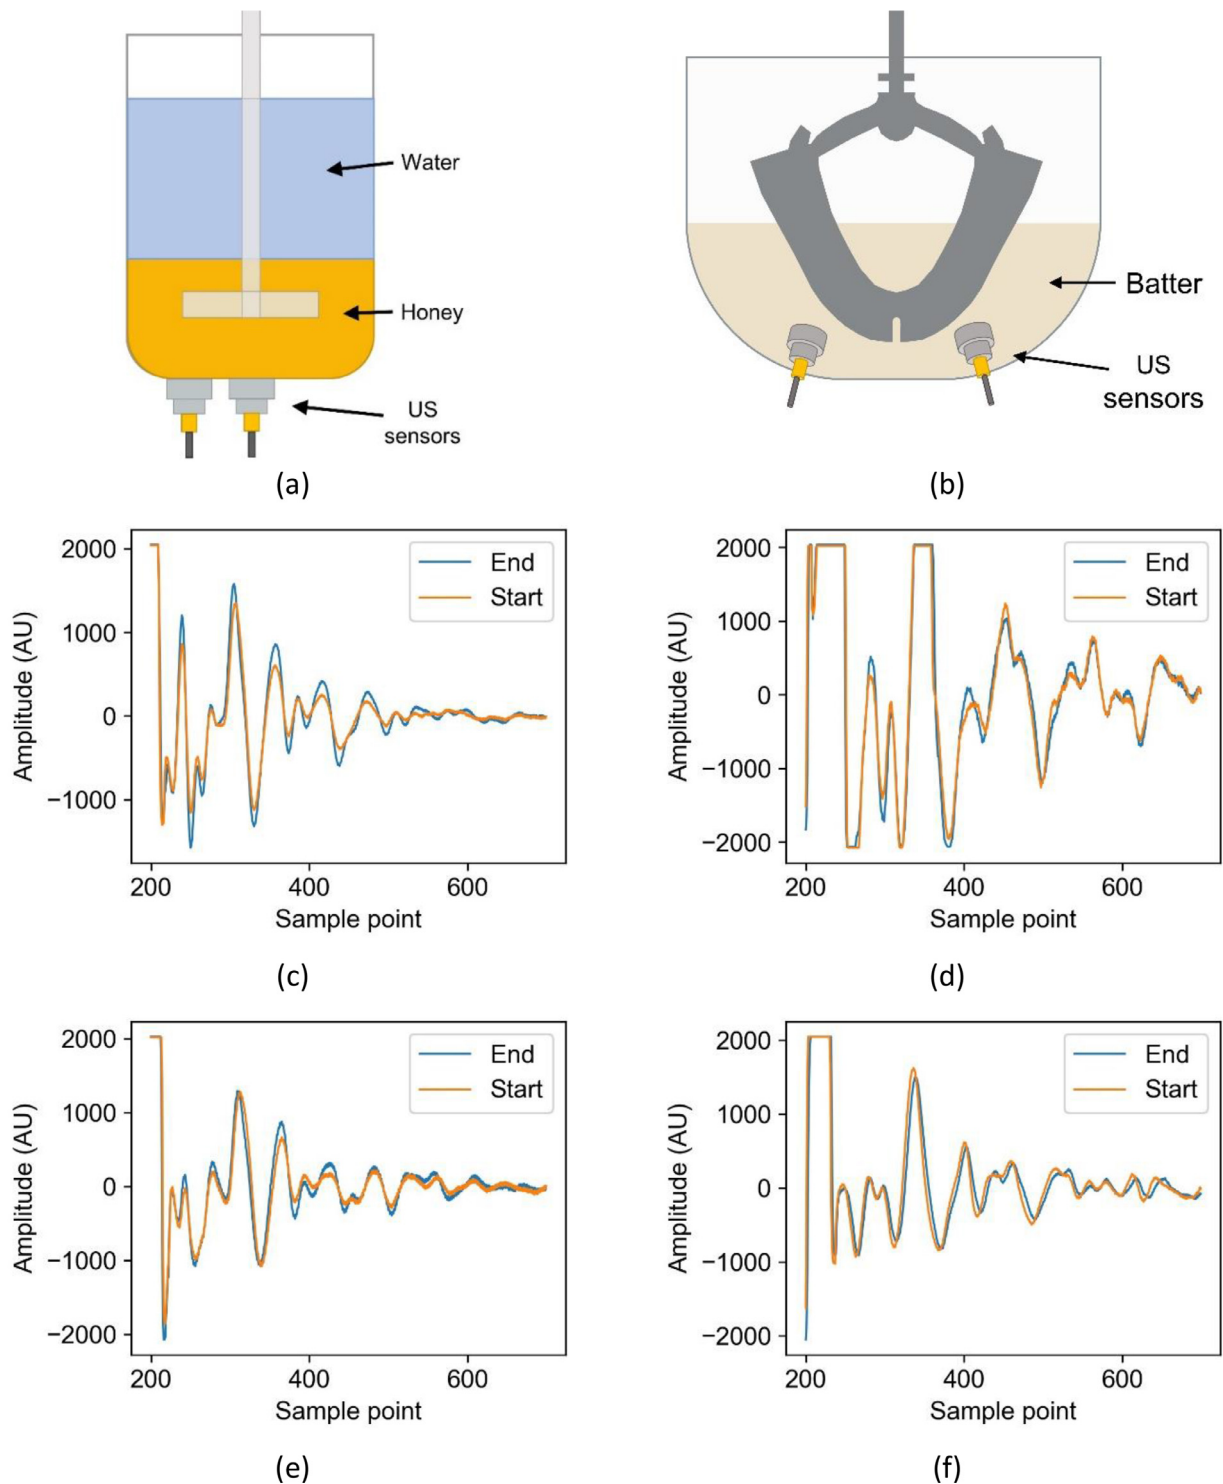 Water
Honey
US
sensors
(a)
Batter
US
sensors
(b)
2000
1000
0
−1000
200
400
600
Amplitude (AU)
Sample point
End
Start
(c)
2000
1000
0
−1000
−2000
200
400
600
Amplitude (AU)
Sample point
End
Start
(d)
2000
1000
0
−1000
−2000
200
400
600
Amplitude (AU)
Sample point
End
Start
(e)
2000
1000
0
−1000
−2000
200
400
600
Amplitude (AU)
Sample point
End
Start
(f)